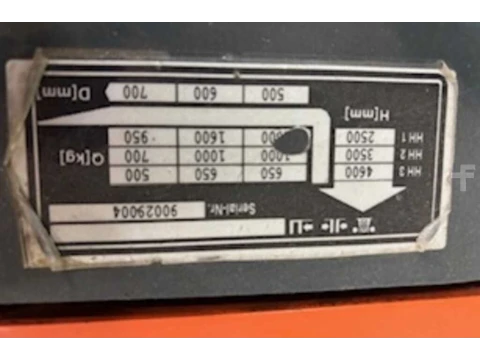 Serial-Nr. 90029004
HH 3 4600 650 650 500
HH 2 3500 1000 700 Q[kg]
HH 1 2500 1600 950
H[mm]
500 600 700 D[mm]